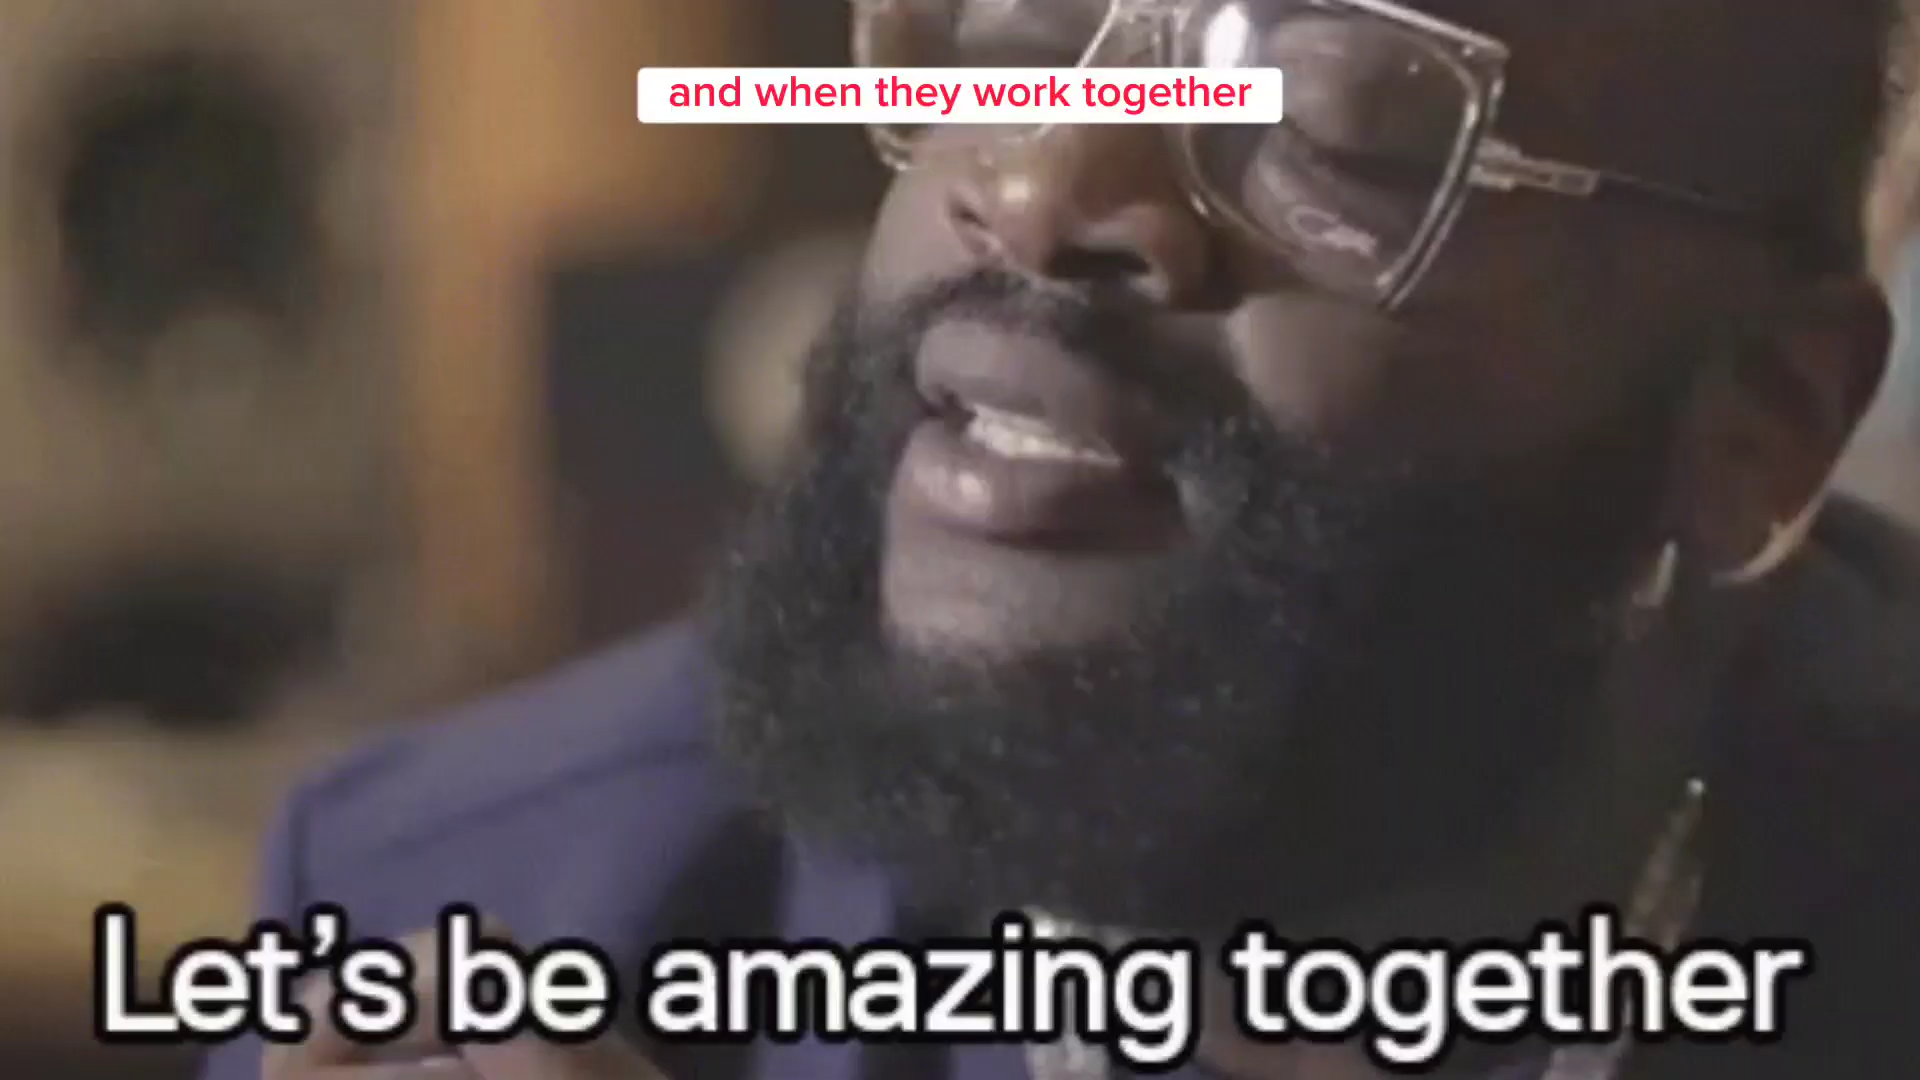 and when they work together
Let's be amazing together